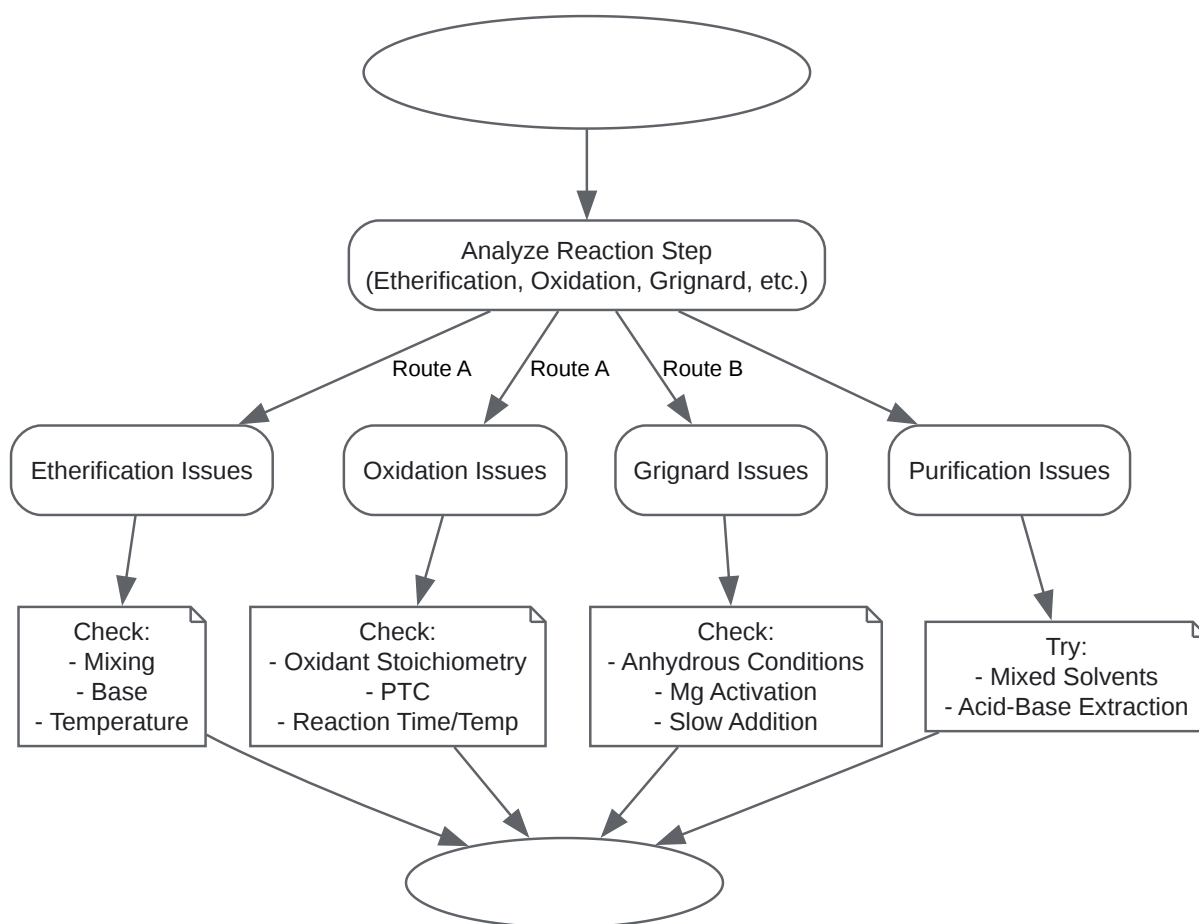 Analyze Reaction Step
(Etherification, Oxidation, Grignard, etc.)
Route A
Route A
Route B
Etherification Issues
Oxidation Issues
Grignard Issues
Purification Issues
Check:
- Mixing
- Base
- Temperature
Check:
- Oxidant Stoichiometry
- PTC
- Reaction Time/Temp
Check:
- Anhydrous Conditions
- Mg Activation
- Slow Addition
Try:
- Mixed Solvents
- Acid-Base Extraction